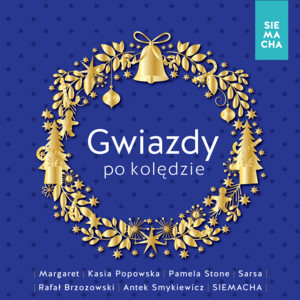 SIE
MA
CHA
Gwiazdy
po kolędzie
Margaret | Kasia Popowska | Pamela Stone | Sarsa
Rafał Brzozowski | Antek Smykiewicz | SIEMACHA